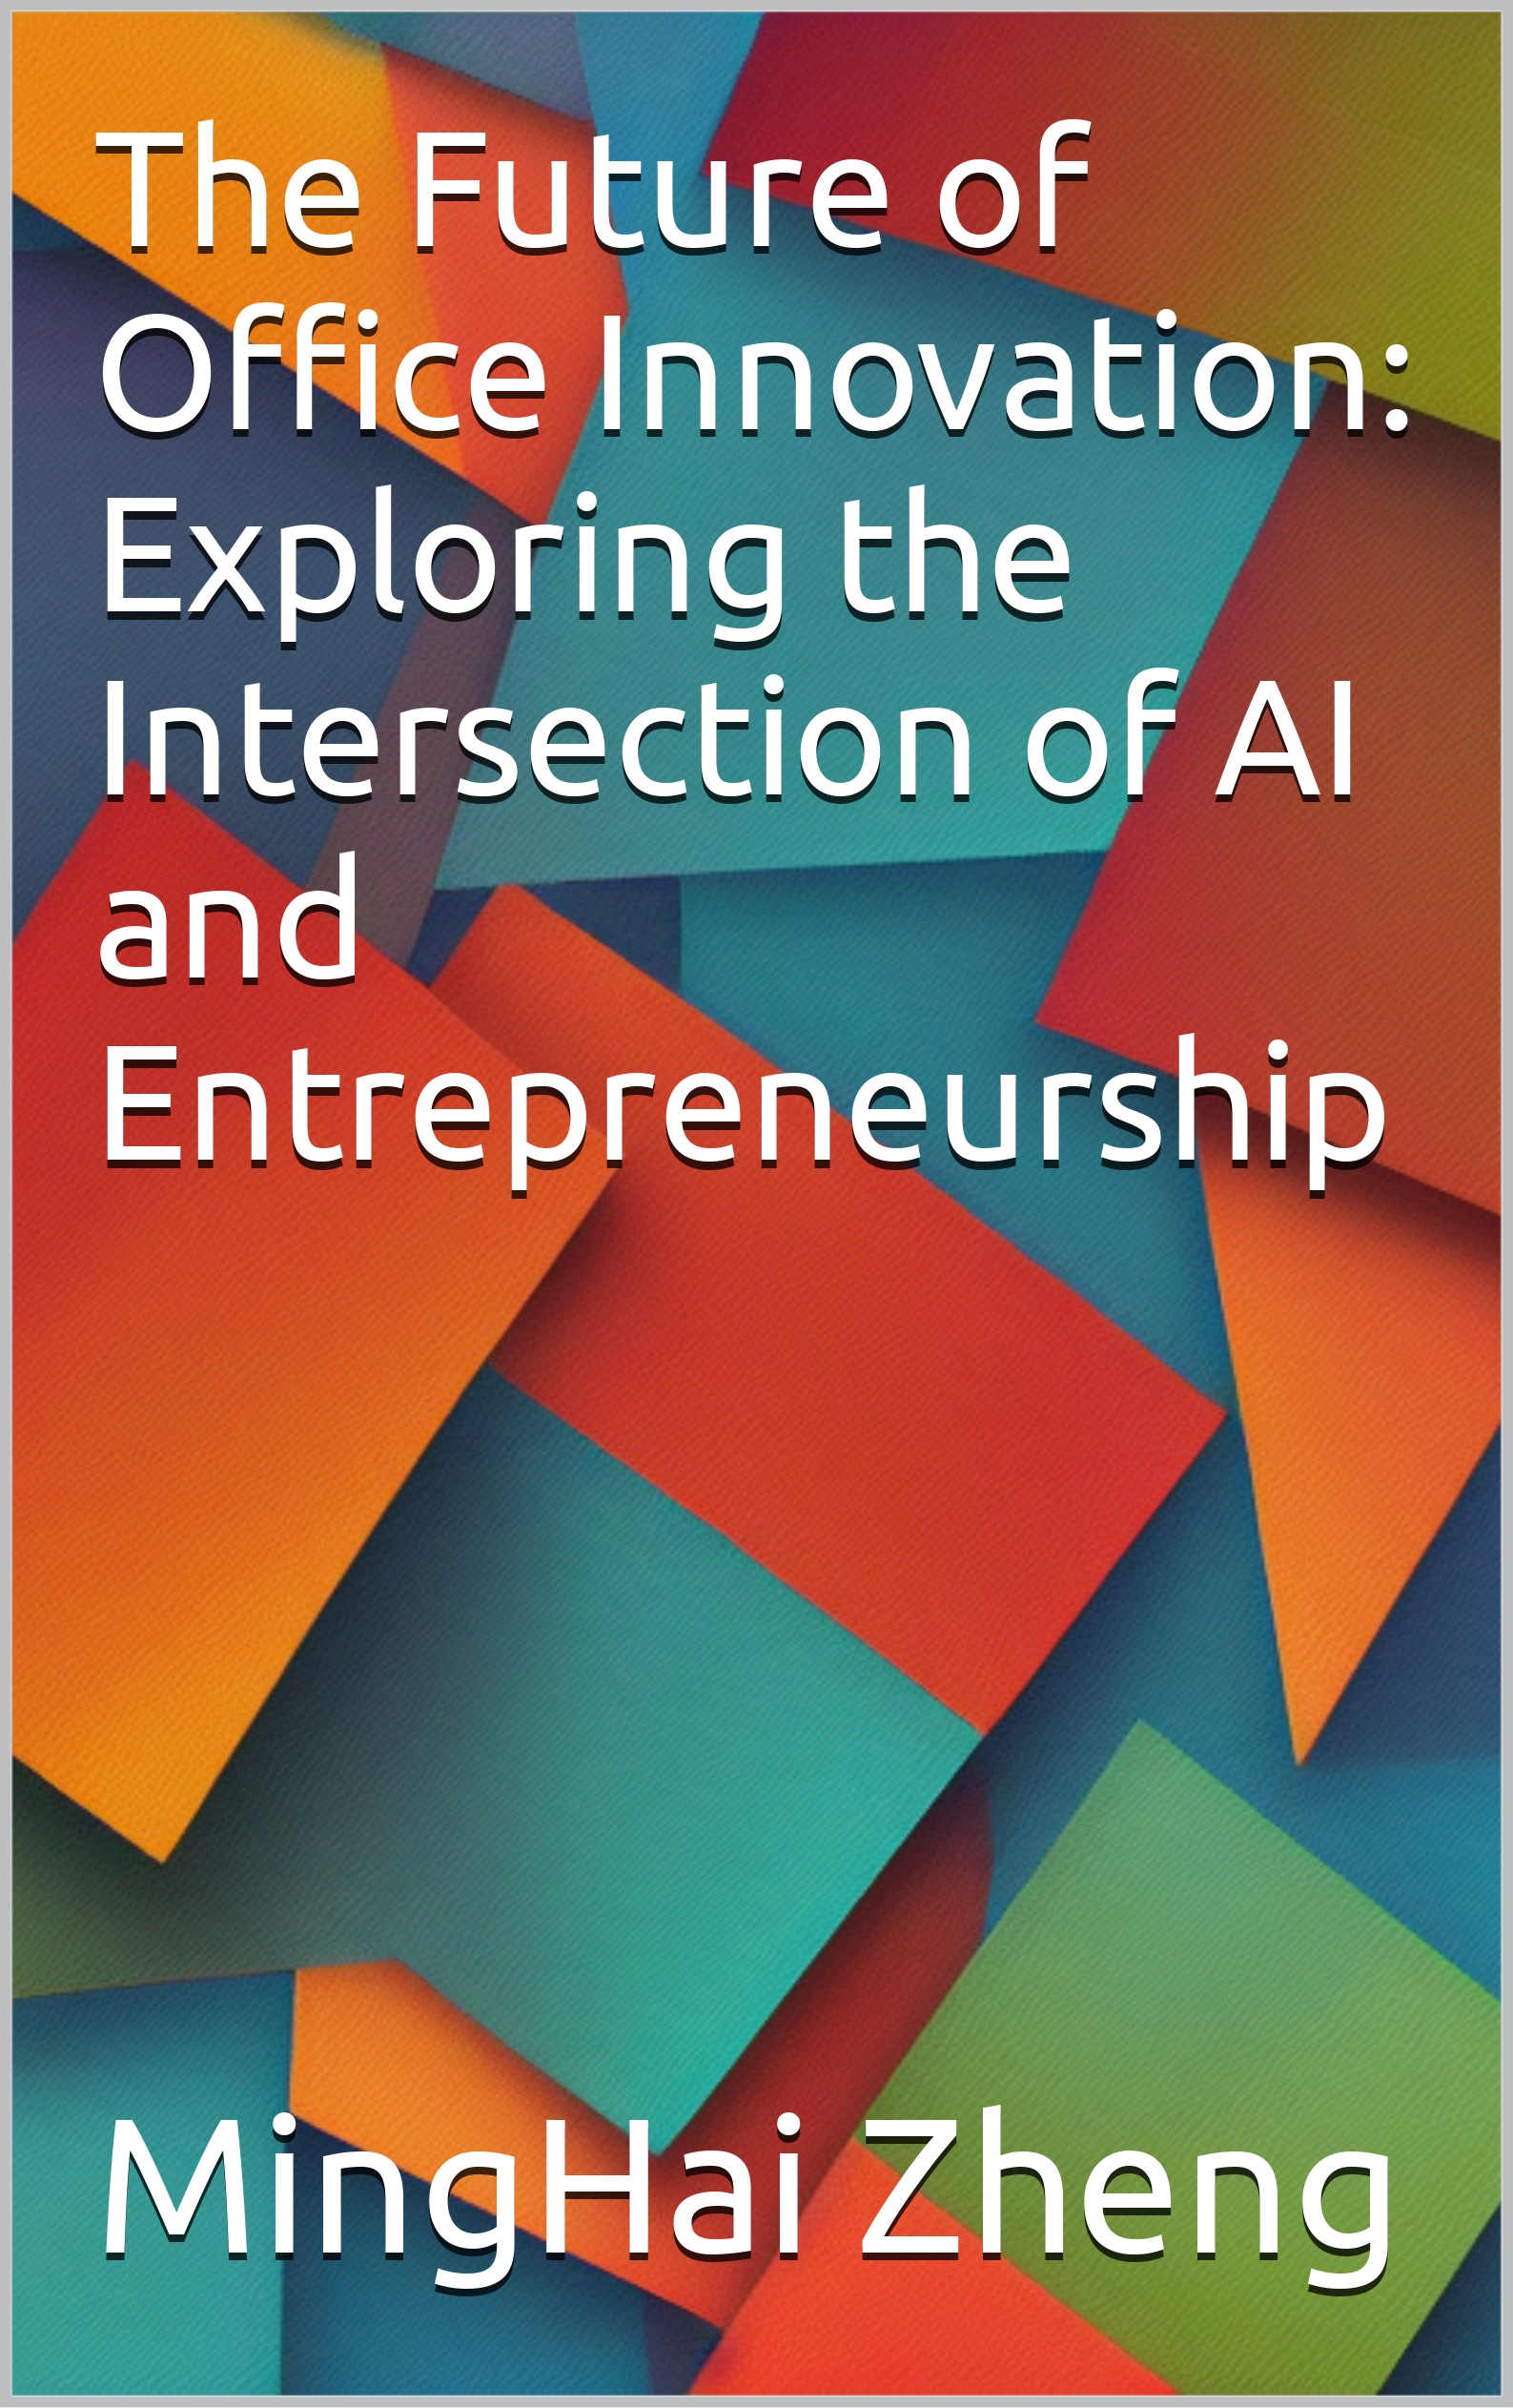 The Future of
Office Innovation:
Exploring the
Intersection of AI
and
Entrepreneurship
MingHai Zheng